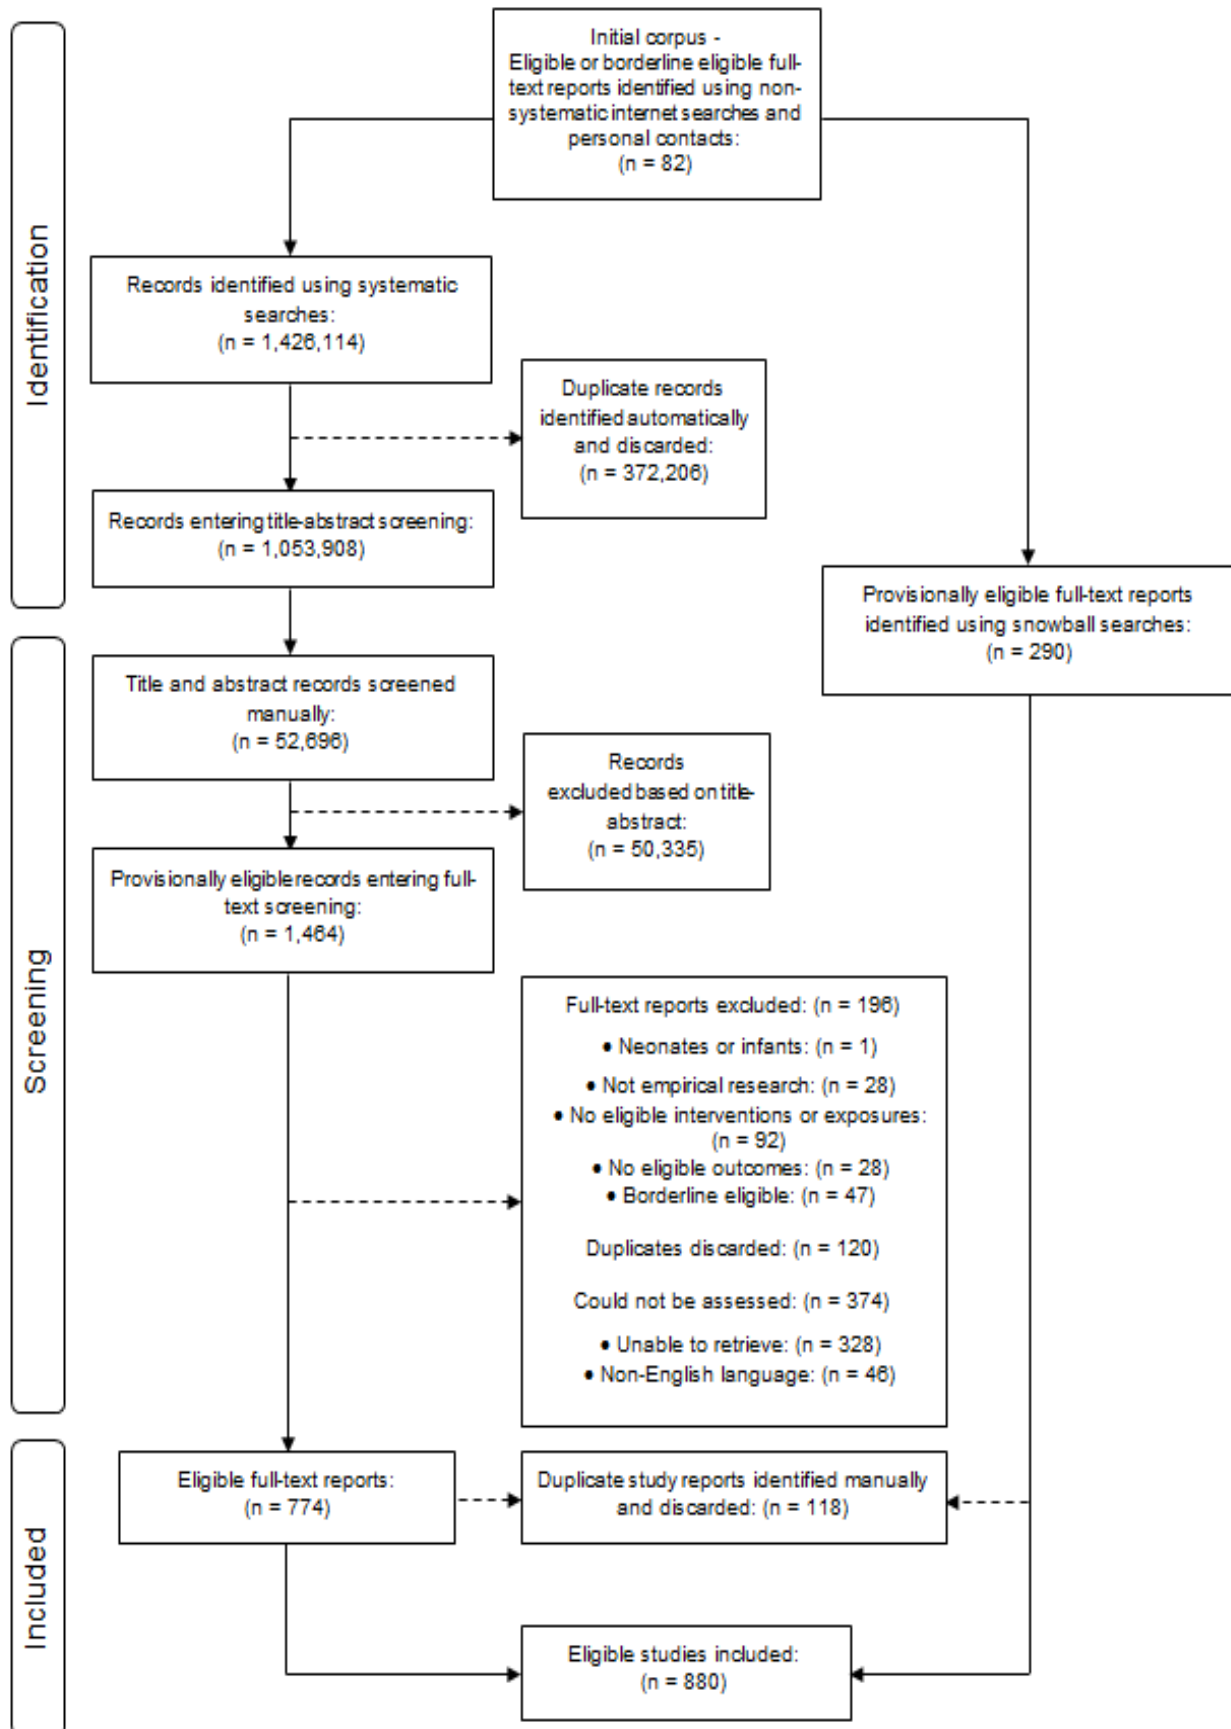 Identification
Initial corpus -
Eligible or borderline eligible full-
text reports identified using non-
systematic internet searches and
personal contacts:
(n = 82)
Records identified using systematic
searches:
(n = 1,426,114)
Duplicate records
identified automatically
and discarded:
(n = 372,206)
Records entering title-abstract screening:
(n = 1,053,908)
Provisionally eligible full-text reports
identified using snowball searches:
(n = 290)
Screening
Title and abstract records screened
manually:
(n = 52,696)
Records
excluded based on title-
abstract:
(n = 50,335)
Provisionally eligible records entering full-
text screening:
(n = 1,464)
Full-text reports excluded: (n = 196)
• Neonates or infants: (n = 1)
• Not empirical research: (n = 28)
• No eligible interventions or exposures:
(n = 92)
• No eligible outcomes: (n = 28)
• Borderline eligible: (n = 47)
Duplicates discarded: (n = 120)
Could not be assessed: (n = 374)
• Unable to retrieve: (n = 328)
• Non-English language: (n = 46)
Included
Eligible full-text reports:
(n = 774)
Duplicate study reports identified manually
and discarded: (n = 118)
Eligible studies included:
(n = 880)